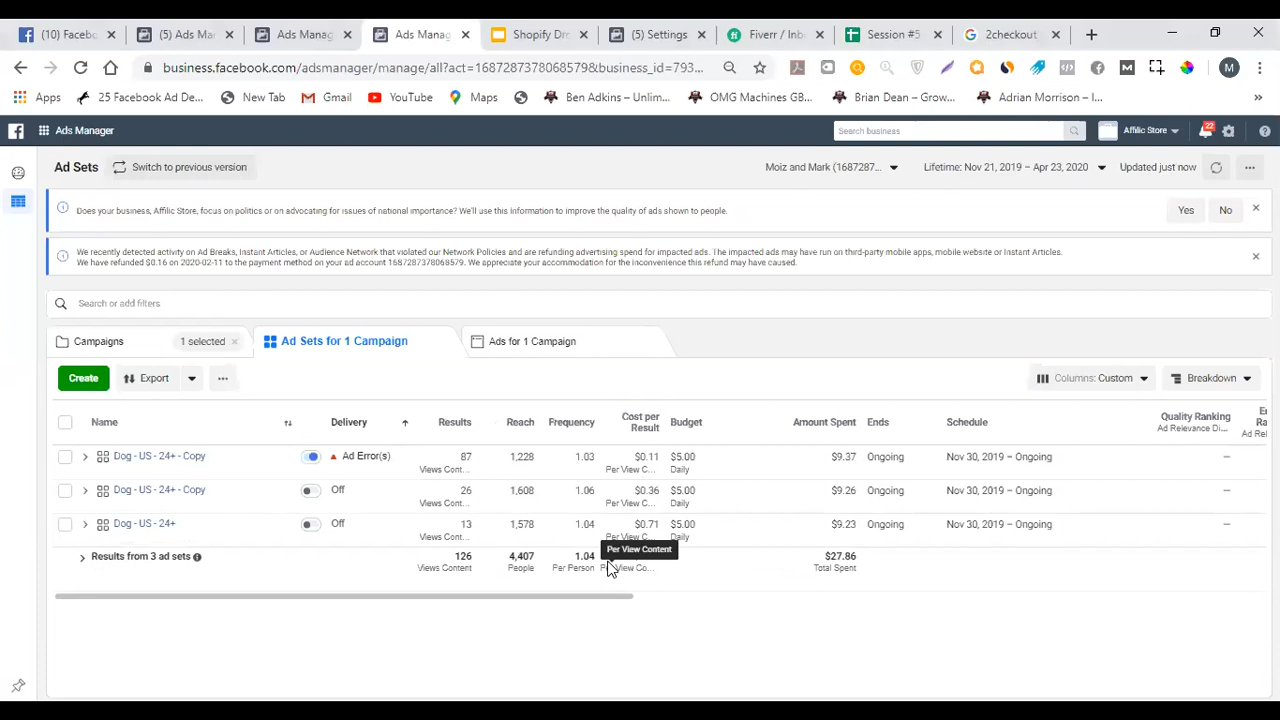 (10) Facebo
(5) Ads Ma
Ads Manag
Ads Manag
Shopify Dr
(5) Settings
Fiverr / Inb
Session #5
2checkout
business.facebook.com/adsmanager/manage/all?act=1687287378068579&business_id=793...
M
Apps
25 Facebook Ad De...
New Tab
Gmail
YouTube
Maps
Ben Adkins – Unlim...
OMG Machines GB...
Brian Dean – Grow...
Adrian Morrison – I...
Ads Manager
Search business
Affilic Store
22
Ad Sets
Switch to previous version
Moiz and Mark (1687287...
Lifetime: Nov 21, 2019 – Apr 23, 2020
Updated just now
Does your business, Affilic Store, focus on politics or on advocating for issues of national importance? We'll use this information to improve the quality of ads shown to people.
Yes
No
We recently detected activity on Ad Breaks, Instant Articles, or Audience Network that violated our Network Policies and are refunding advertising spend for impacted ads. The impacted ads may have run on third-party mobile apps, mobile website or Instant Articles.
We have refunded $0.16 on 2020-02-11 to the payment method on your ad account 1687287378068579. We appreciate your accommodation for the inconvenience this refund may have caused.
Search or add filters
Campaigns
1 selected
Ad Sets for 1 Campaign
Ads for 1 Campaign
Create
Export
Columns: Custom
Breakdown
Name
Delivery
Results
Reach
Frequency
Cost per
Result
Budget
Amount Spent
Ends
Schedule
Quality Ranking
Ad Relevance Di...
Ad Rel
Dog - US - 24+ - Copy
Ad Error(s)
87
1,228
1.03
$0.11
$5.00
$9.37
Ongoing
Nov 30, 2019 – Ongoing
—
Views Cont...
Per View C...
Daily
Dog - US - 24+ - Copy
Off
26
1,608
1.06
$0.36
$5.00
$9.26
Ongoing
Nov 30, 2019 – Ongoing
—
Views Cont...
Per View C...
Daily
Dog - US - 24+
Off
13
1,578
1.04
$0.71
$5.00
$9.23
Ongoing
Nov 30, 2019 – Ongoing
—
Views Cont...
Per View C...
Daily
Per View Content
Results from 3 ad sets
126
4,407
1.04
$27.86
Views Content
People
Per Person
View Co...
Total Spent